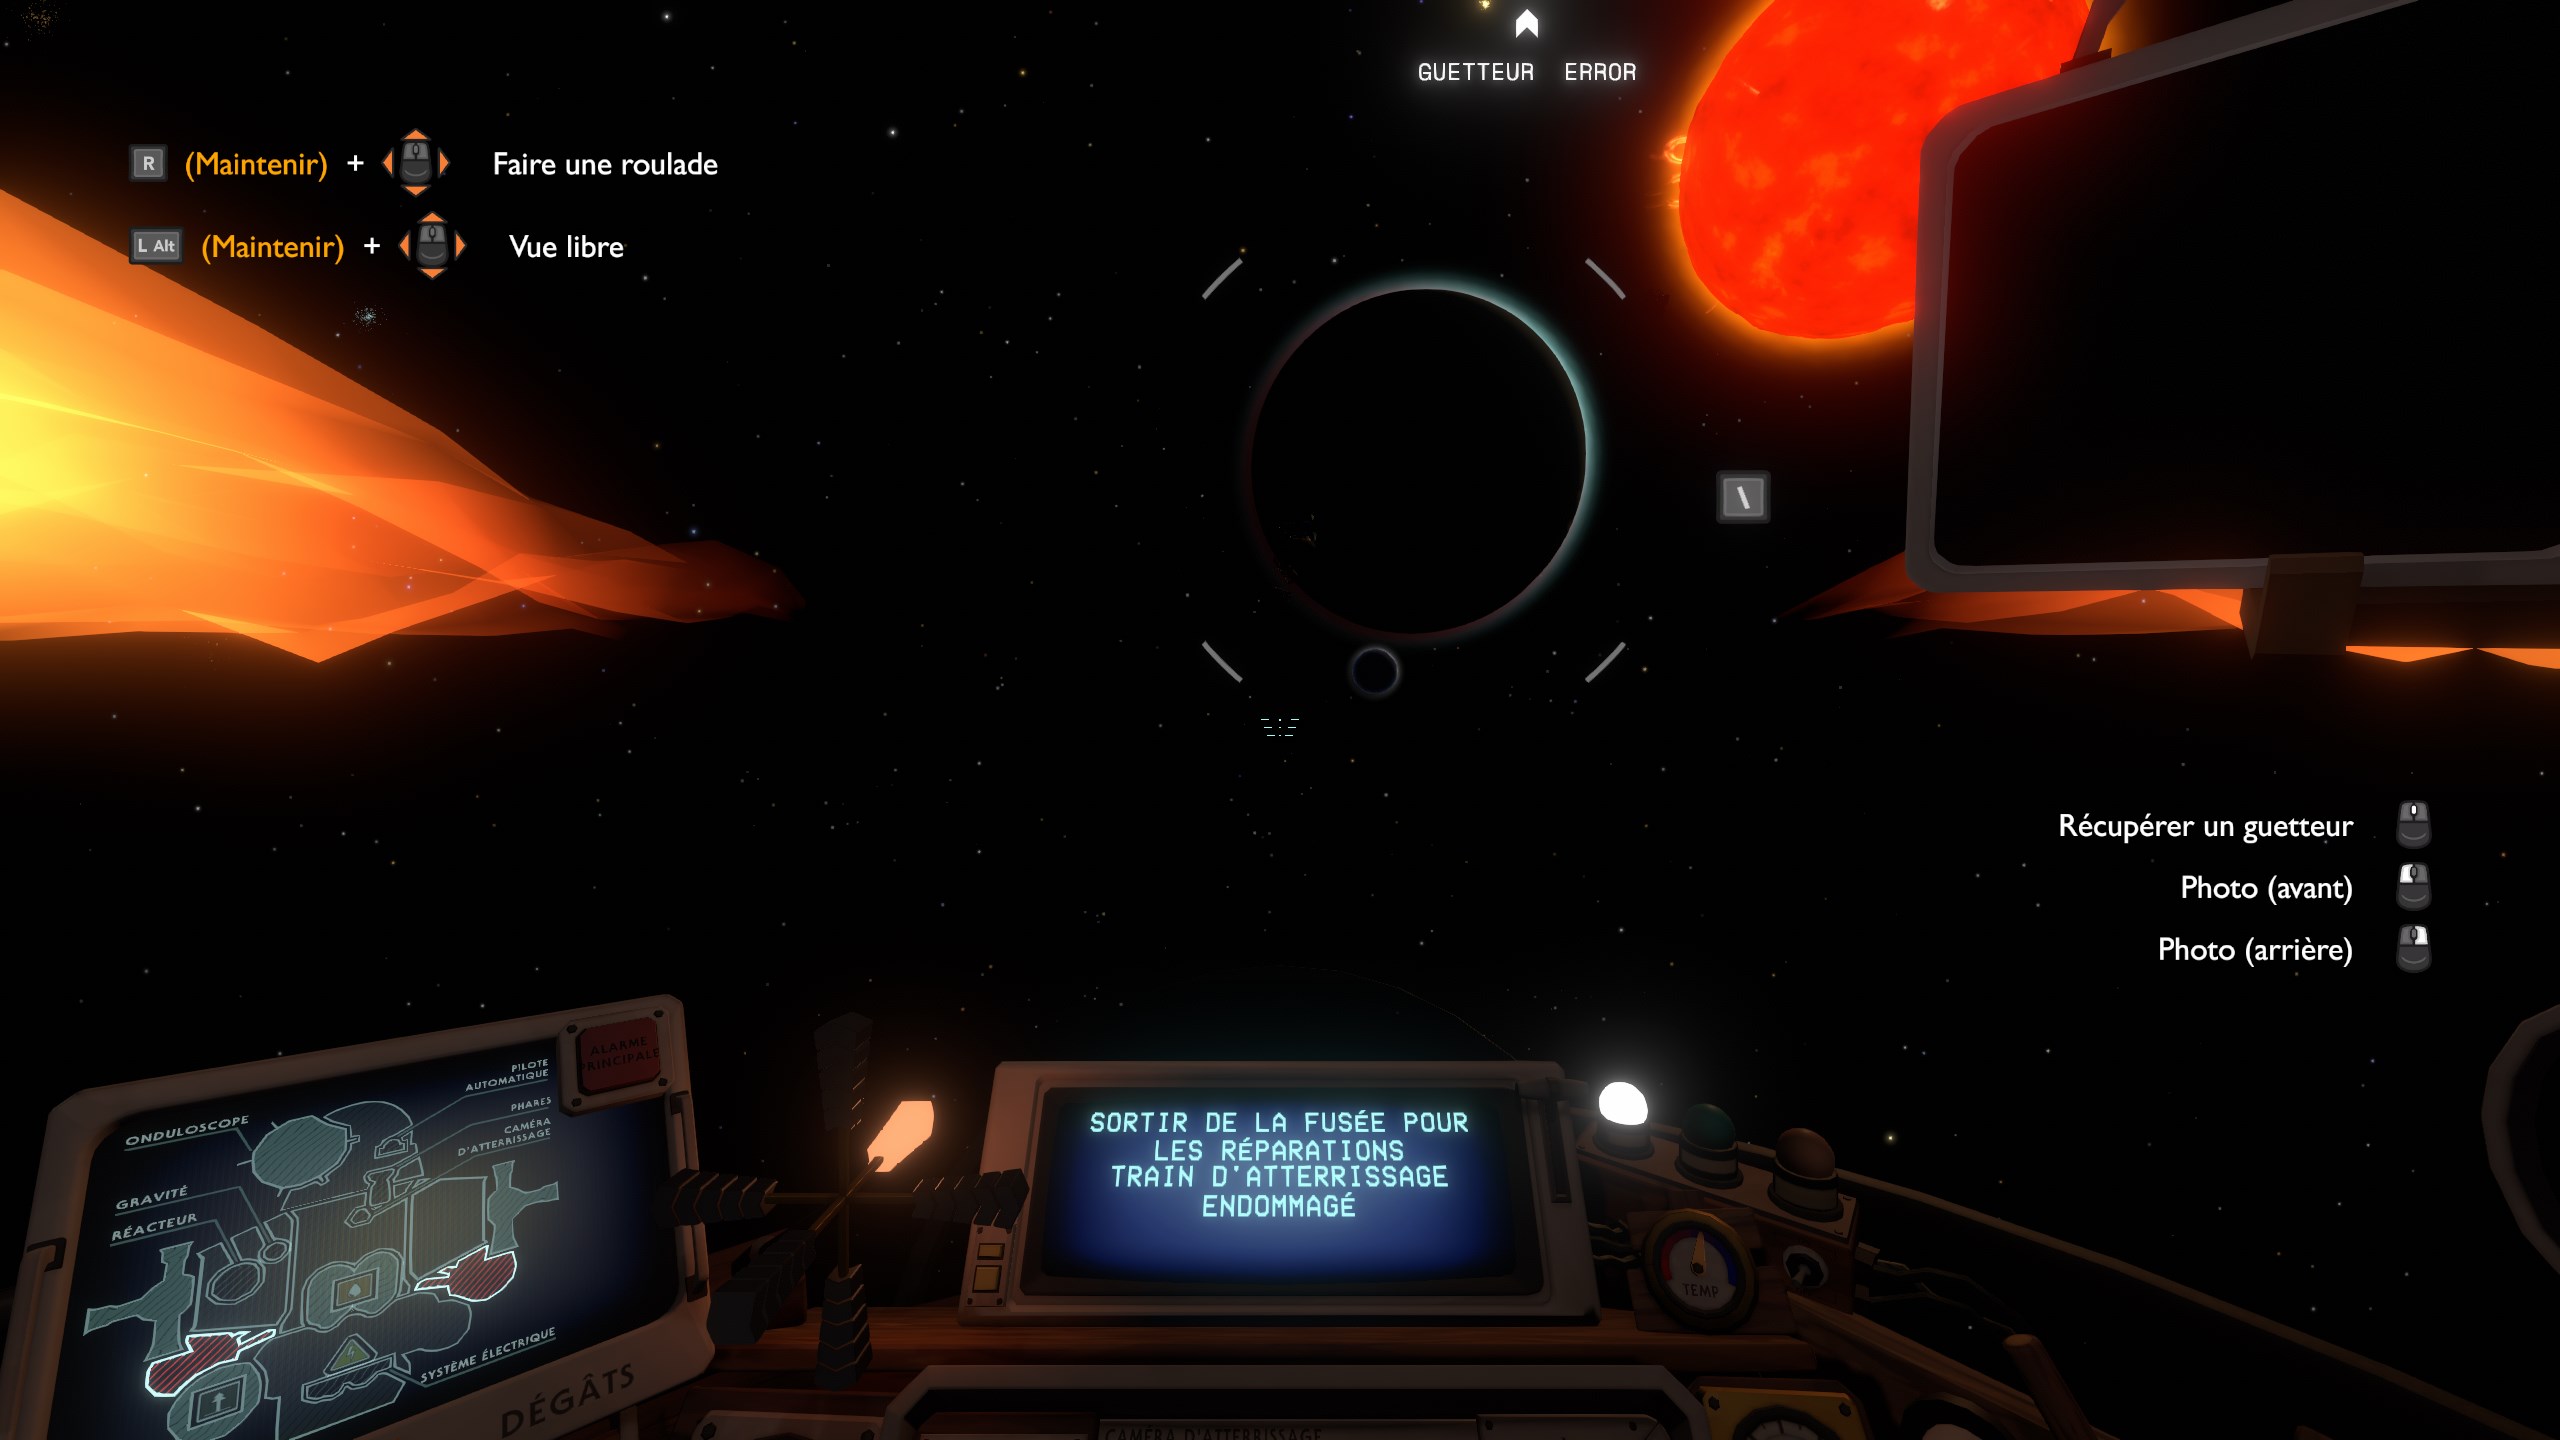 GUETTEUR ERROR
R (Maintenir) + Faire une roulade
L Alt (Maintenir) + Vue libre
\
Récupérer un guetteur
Photo (avant)
Photo (arrière)
ALARME
PRINCIPALE
PILOTE
AUTOMATIQUE
PHARES
CAMÉRA
D'ATTERRISSAGE
ONDULOSCOPE
GRAVITÉ
RÉACTEUR
SYSTÈME ÉLECTRIQUE
DÉGÂTS
SORTIR DE LA FUSÉE POUR
LES RÉPARATIONS
TRAIN D'ATTERRISSAGE
ENDOMMAGÉ
TEMP
CAMÉRA D'ATTERRISSAGE